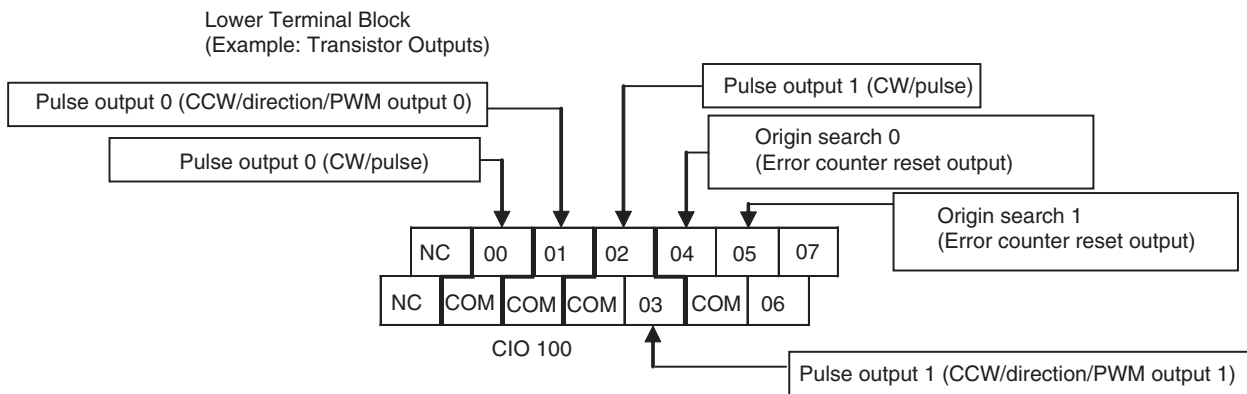 Lower Terminal Block
(Example: Transistor Outputs)
Pulse output 0 (CCW/direction/PWM output 0)
Pulse output 1 (CW/pulse)
Pulse output 0 (CW/pulse)
Origin search 0
(Error counter reset output)
Origin search 1
(Error counter reset output)
NC 00 01 02 04 05 07
NC COM COM COM 03 COM 06
CIO 100
Pulse output 1 (CCW/direction/PWM output 1)